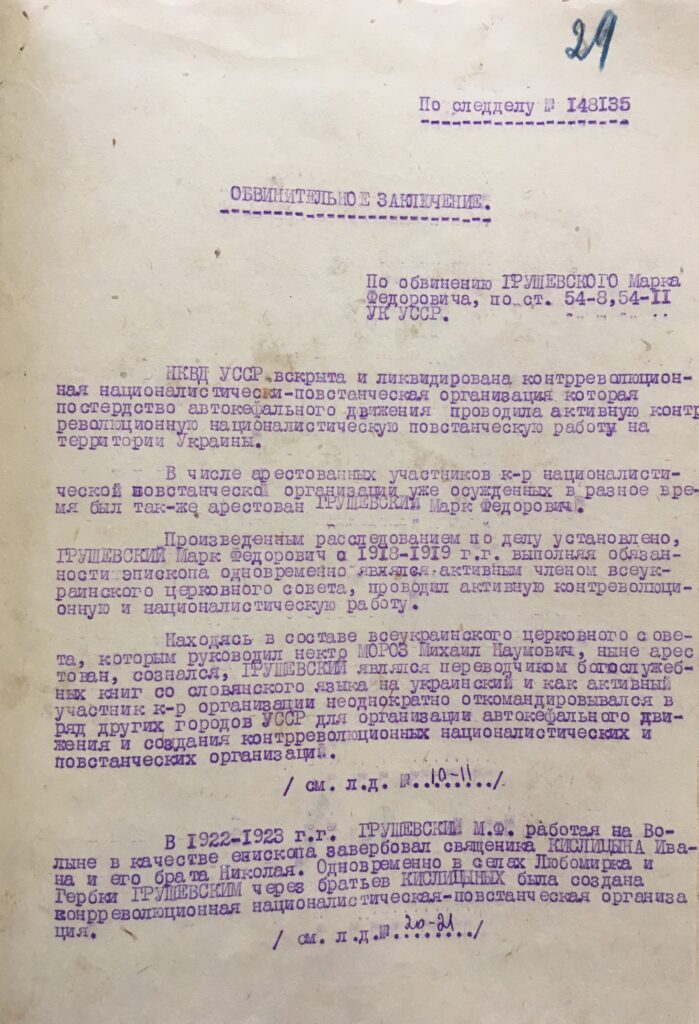 29
По следделу № 148135
ОБВИНИТЕЛЬНОЕ ЗАКЛЮЧЕНИЕ.
По обвинению ГРУШЕВСКОГО Марка
Федоровича, по ст. 54-8,54-II
УК УССР.
НКВД УССР вскрыта и ликвидирована контрреволюцион-
ная националистически-повстанческая организация которая
постердство автокефального движения проводила активную контр
революционную националистическую повстанческую работу на
территории Украины.
В числе арестованных участников к-р националисти-
ческой повстанческой организации уже осужденных в разное вре-
мя был так-же арестован ГРУШЕВСКИЙ Марк Федорович.
Произведенным расследованием по делу установлено,
ГРУШЕВСКИЙ Марк Федорович с 1918-1919 г.г. выполняя обязан-
ности епископа одновременно являлся активным членом всеук-
раинского церковного совета, проводил активную контреволюци-
онную и националистическую работу.
Находясь в составе всеукраинского церковного сове-
та, которым руководил некто МОРОЗ Михаил Наумович, ныне арес
тован, сознался, ГРУШЕВСКИЙ являлся переводчиком богослужеб-
ных книг со словянского языка на украинский и как активный
участник к-р организации неоднократно откомандировывался в
ряд других городов УССР для организации автокефального дви-
жения и создания контрреволюционных националистических и
повстанческих организаций.
/ см. л.д. №.10-11..../
В 1922-1923 г.г. ГРУШЕВСКИЙ М.Ф. работая на Во-
лыне в качестве епископа завербовал священика КИСЛИЦЫНА Ива-
на и его брата Николая. Одновременно в селах Любомирка и
Гербки ГРУШЕВСКИМ через братьев КИСЛИЦЫНЫХ была создана
конрреволюционная националистическая-повстанческая организа
ция.
/ см. л.д.№.20-21..../